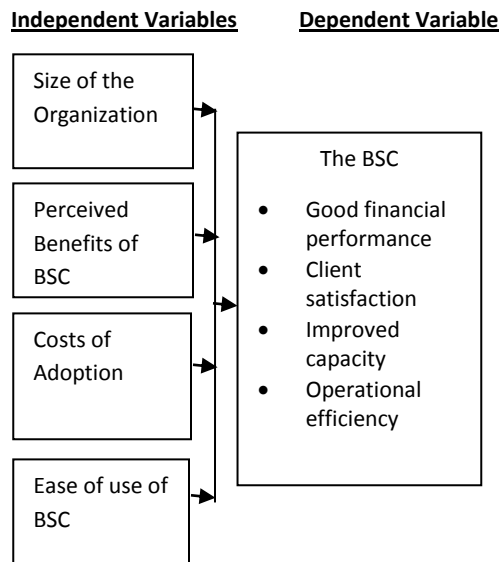 Independent Variables
Dependent Variable
Size of the
Organization
Perceived
Benefits of
BSC
Costs of
Adoption
Ease of use of
BSC
The BSC
• Good financial
performance
• Client
satisfaction
• Improved
capacity
• Operational
efficiency